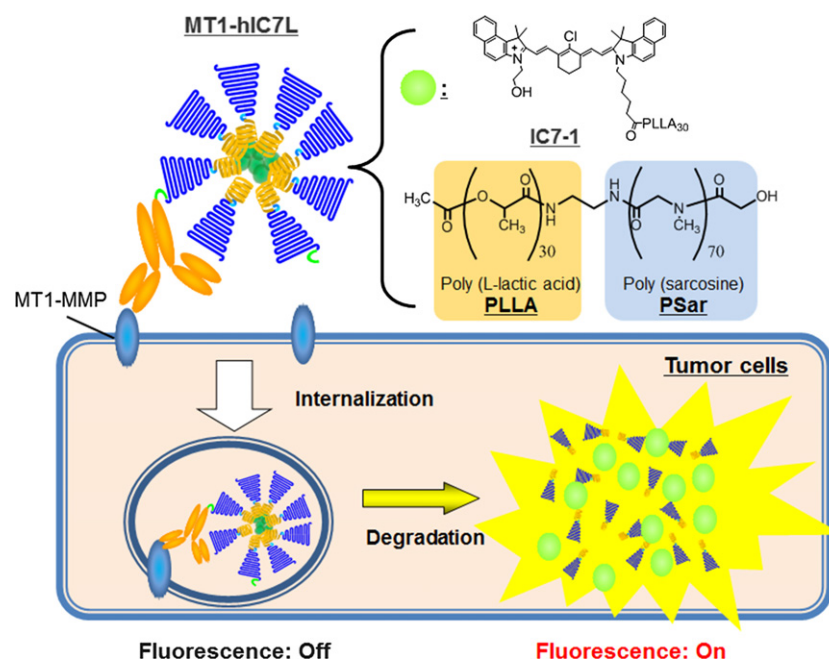 MT1-hIC7L
:
Cl
N
+
N
OH
O
PLLA30
IC7-1
H3C
O
O
CH3
O
30
N
H
H
N
O
N
CH3
70
O
OH
Poly (L-lactic acid)
PLLA
Poly (sarcosine)
PSar
MT1-MMP
Tumor cells
Internalization
Degradation
Fluorescence: Off
Fluorescence: On